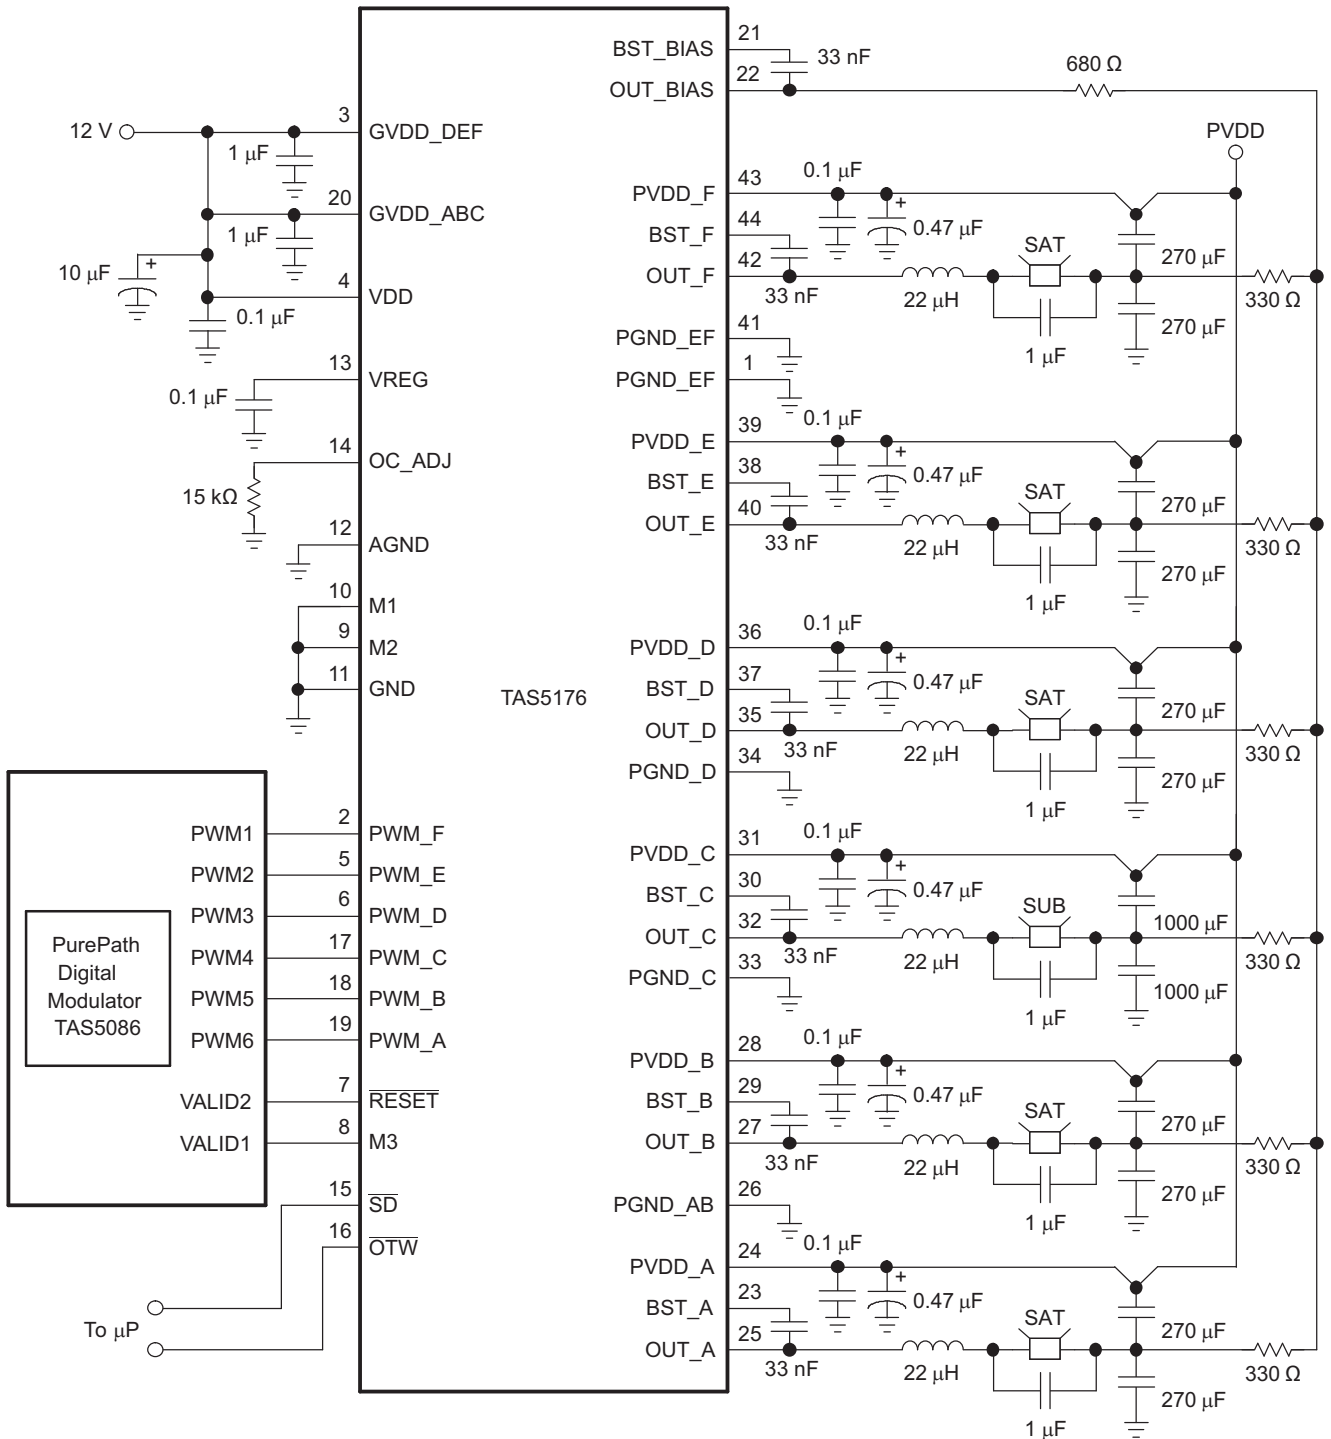 21
BST_BIAS
33 nF
22
OUT_BIAS
680 Ω
12 V
3
GVDD_DEF
1 μF
20
GVDD_ABC
1 μF
10 μF
+
4
VDD
0.1 μF
13
VREG
0.1 μF
14
OC_ADJ
15 kΩ
12
AGND
10
M1
9
M2
11
GND
TAS5176
PurePath
Digital
Modulator
TAS5086
PWM1
2
PWM_F
PWM2
5
PWM_E
PWM3
6
PWM_D
PWM4
17
PWM_C
PWM5
18
PWM_B
PWM6
19
PWM_A
VALID2
7
RESET
VALID1
8
M3
15
SD
16
OTW
To μP
PVDD
PVDD_F
43
0.1 μF
+
0.47 μF
BST_F
44
OUT_F
42
33 nF
22 μH
SAT
1 μF
270 μF
270 μF
330 Ω
PGND_EF
41
PGND_EF
1
PVDD_E
39
0.1 μF
+
0.47 μF
BST_E
38
OUT_E
40
33 nF
22 μH
SAT
1 μF
270 μF
270 μF
330 Ω
PVDD_D
36
0.1 μF
+
0.47 μF
BST_D
37
OUT_D
35
33 nF
22 μH
SAT
1 μF
270 μF
270 μF
330 Ω
PGND_D
34
PVDD_C
31
0.1 μF
+
0.47 μF
BST_C
30
OUT_C
32
33 nF
22 μH
SUB
1 μF
1000 μF
1000 μF
330 Ω
PGND_C
33
PVDD_B
28
0.1 μF
+
0.47 μF
BST_B
29
OUT_B
27
33 nF
22 μH
SAT
1 μF
270 μF
270 μF
330 Ω
PGND_AB
26
PVDD_A
24
0.1 μF
+
0.47 μF
BST_A
23
OUT_A
25
33 nF
22 μH
SAT
1 μF
270 μF
270 μF
330 Ω